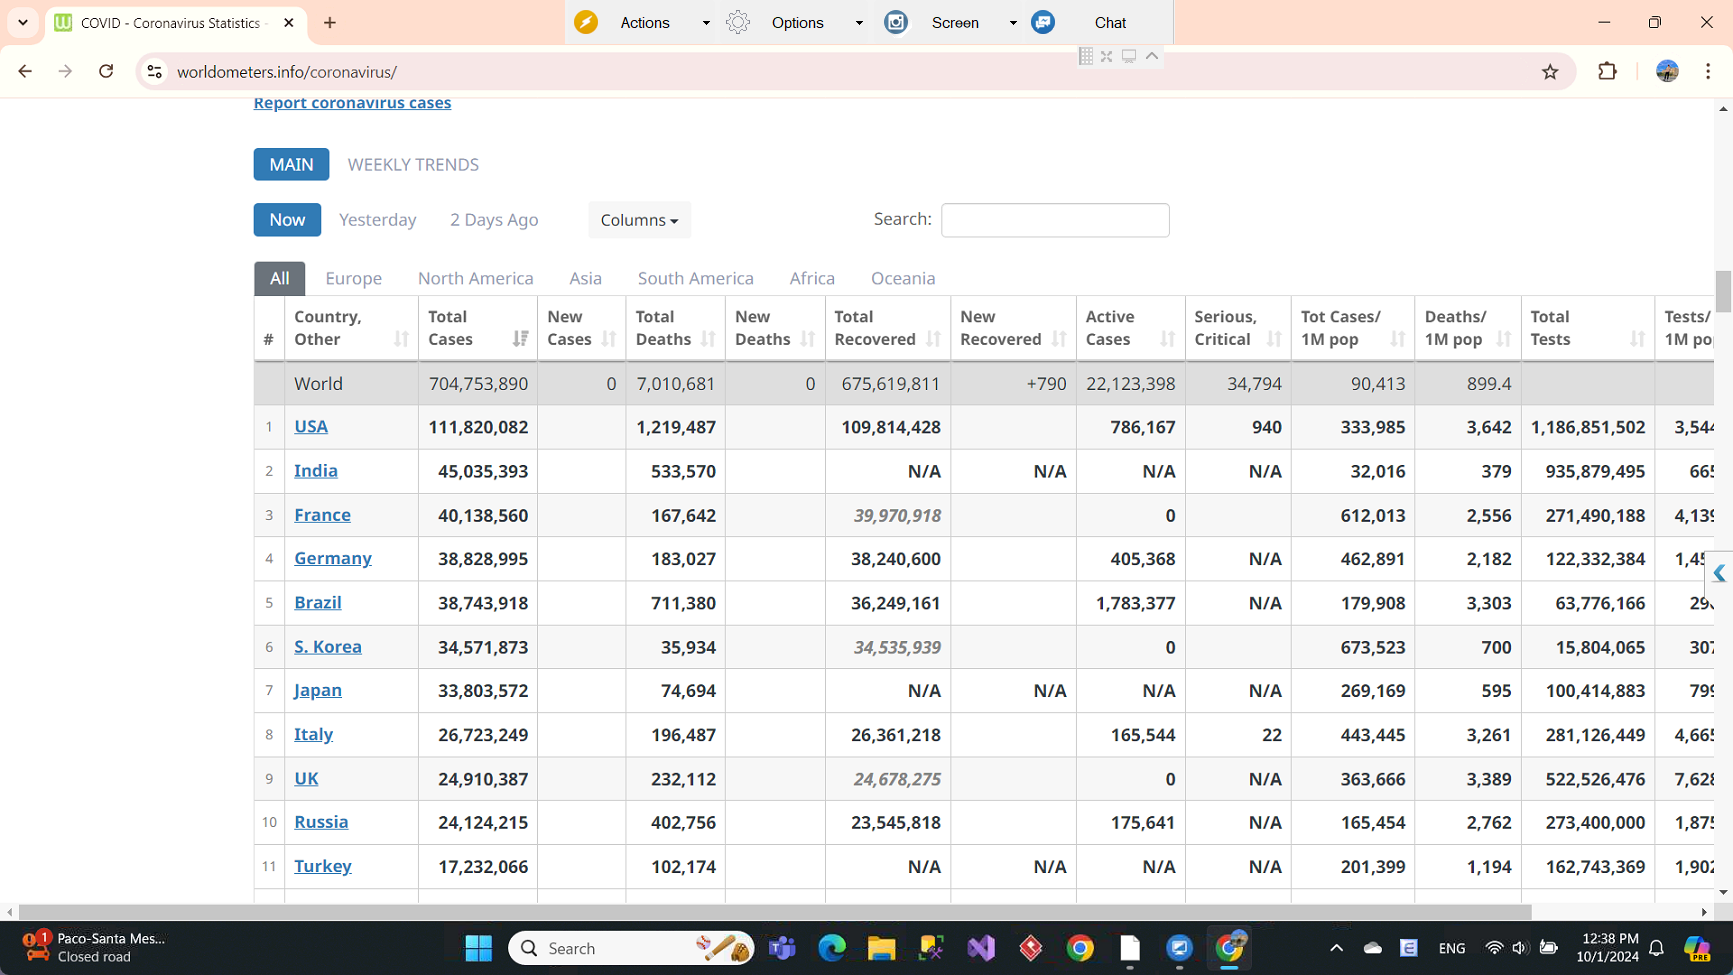 COVID - Coronavirus Statistics -
Actions
Options
Screen
Chat
worldometers.info/coronavirus/
Report coronavirus cases
MAIN WEEKLY TRENDS
Now Yesterday 2 Days Ago Columns Search:
All Europe North America Asia South America Africa Oceania
# Country, Other Total Cases New Cases Total Deaths New Deaths Total Recovered New Recovered Active Cases Serious, Critical Tot Cases/ 1M pop Deaths/ 1M pop Total Tests Tests/ 1M pop
World 704,753,890 0 7,010,681 0 675,619,811 +790 22,123,398 34,794 90,413 899.4
1 USA 111,820,082 1,219,487 109,814,428 786,167 940 333,985 3,642 1,186,851,502 3,544
2 India 45,035,393 533,570 N/A N/A N/A N/A 32,016 379 935,879,495 665
3 France 40,138,560 167,642 39,970,918 0 612,013 2,556 271,490,188 4,139
4 Germany 38,828,995 183,027 38,240,600 405,368 N/A 462,891 2,182 122,332,384 1,45
5 Brazil 38,743,918 711,380 36,249,161 1,783,377 N/A 179,908 3,303 63,776,166 29
6 S. Korea 34,571,873 35,934 34,535,939 0 673,523 700 15,804,065 307
7 Japan 33,803,572 74,694 N/A N/A N/A N/A 269,169 595 100,414,883 799
8 Italy 26,723,249 196,487 26,361,218 165,544 22 443,445 3,261 281,126,449 4,665
9 UK 24,910,387 232,112 24,678,275 0 N/A 363,666 3,389 522,526,476 7,628
10 Russia 24,124,215 402,756 23,545,818 175,641 N/A 165,454 2,762 273,400,000 1,875
11 Turkey 17,232,066 102,174 N/A N/A N/A N/A 201,399 1,194 162,743,369 1,902
1
Paco-Santa Mes...
Closed road
Search
ENG
12:38 PM
10/1/2024
PRE